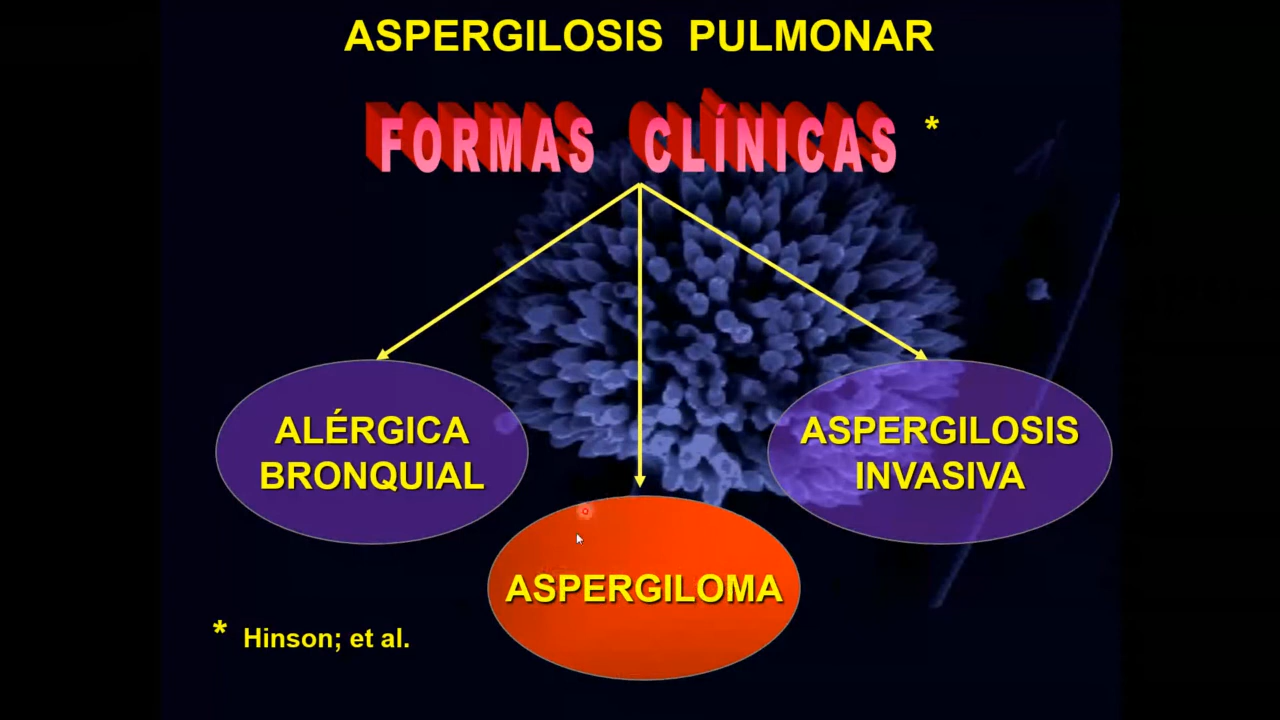 ASPERGILOSIS PULMONAR
FORMAS CLÍNICAS *
ALÉRGICA
BRONQUIAL
ASPERGILOSIS
INVASIVA
ASPERGILOMA
* Hinson; et al.